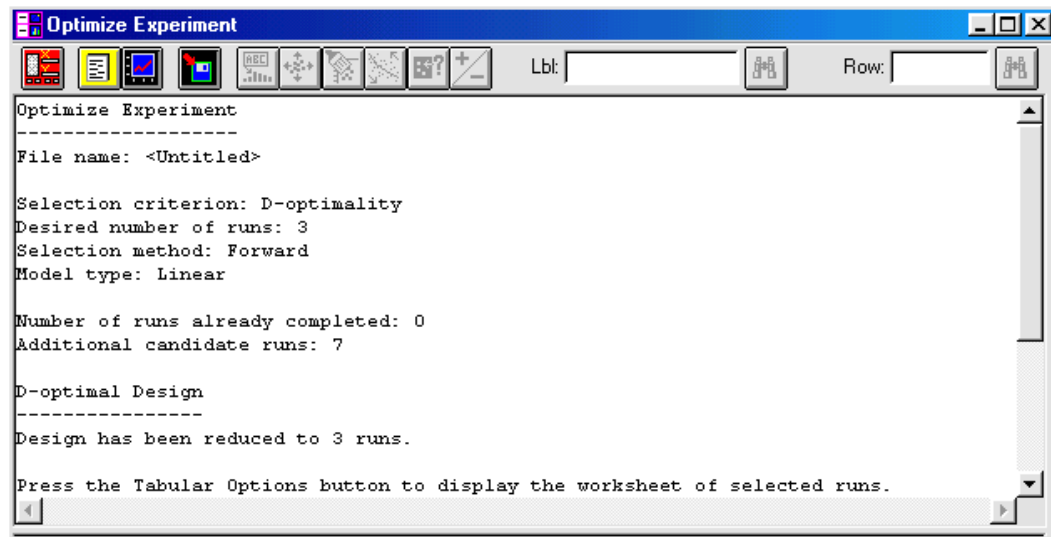 Optimize Experiment
ABC
Lbl:
Row:
Optimize Experiment
-------------------
File name: <Untitled>
Selection criterion: D-optimality
Desired number of runs: 3
Selection method: Forward
Model type: Linear
Number of runs already completed: 0
Additional candidate runs: 7
D-optimal Design
----------------
Design has been reduced to 3 runs.
Press the Tabular Options button to display the worksheet of selected runs.